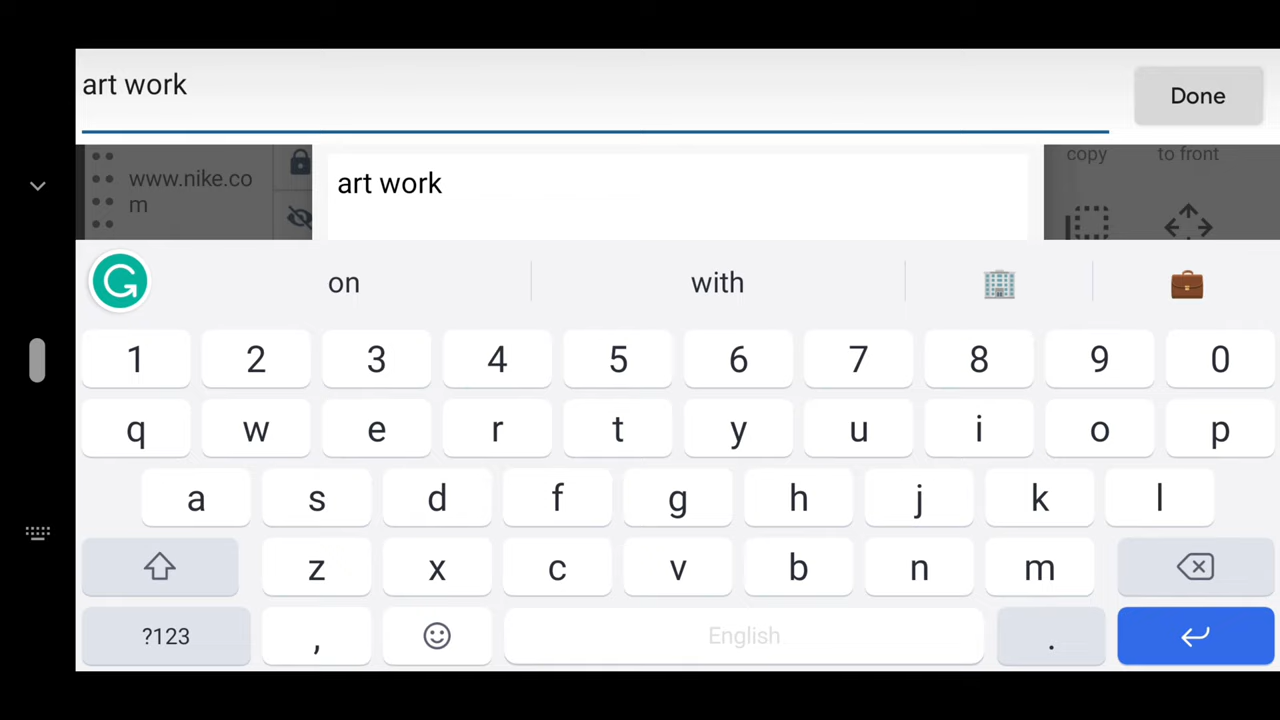 art work
Done
www.nike.co
m
art work
copy
to front
on
with
1 2 3 4 5 6 7 8 9 0
q w e r t y u i o p
a s d f g h j k l
z x c v b n m
?123 , English .